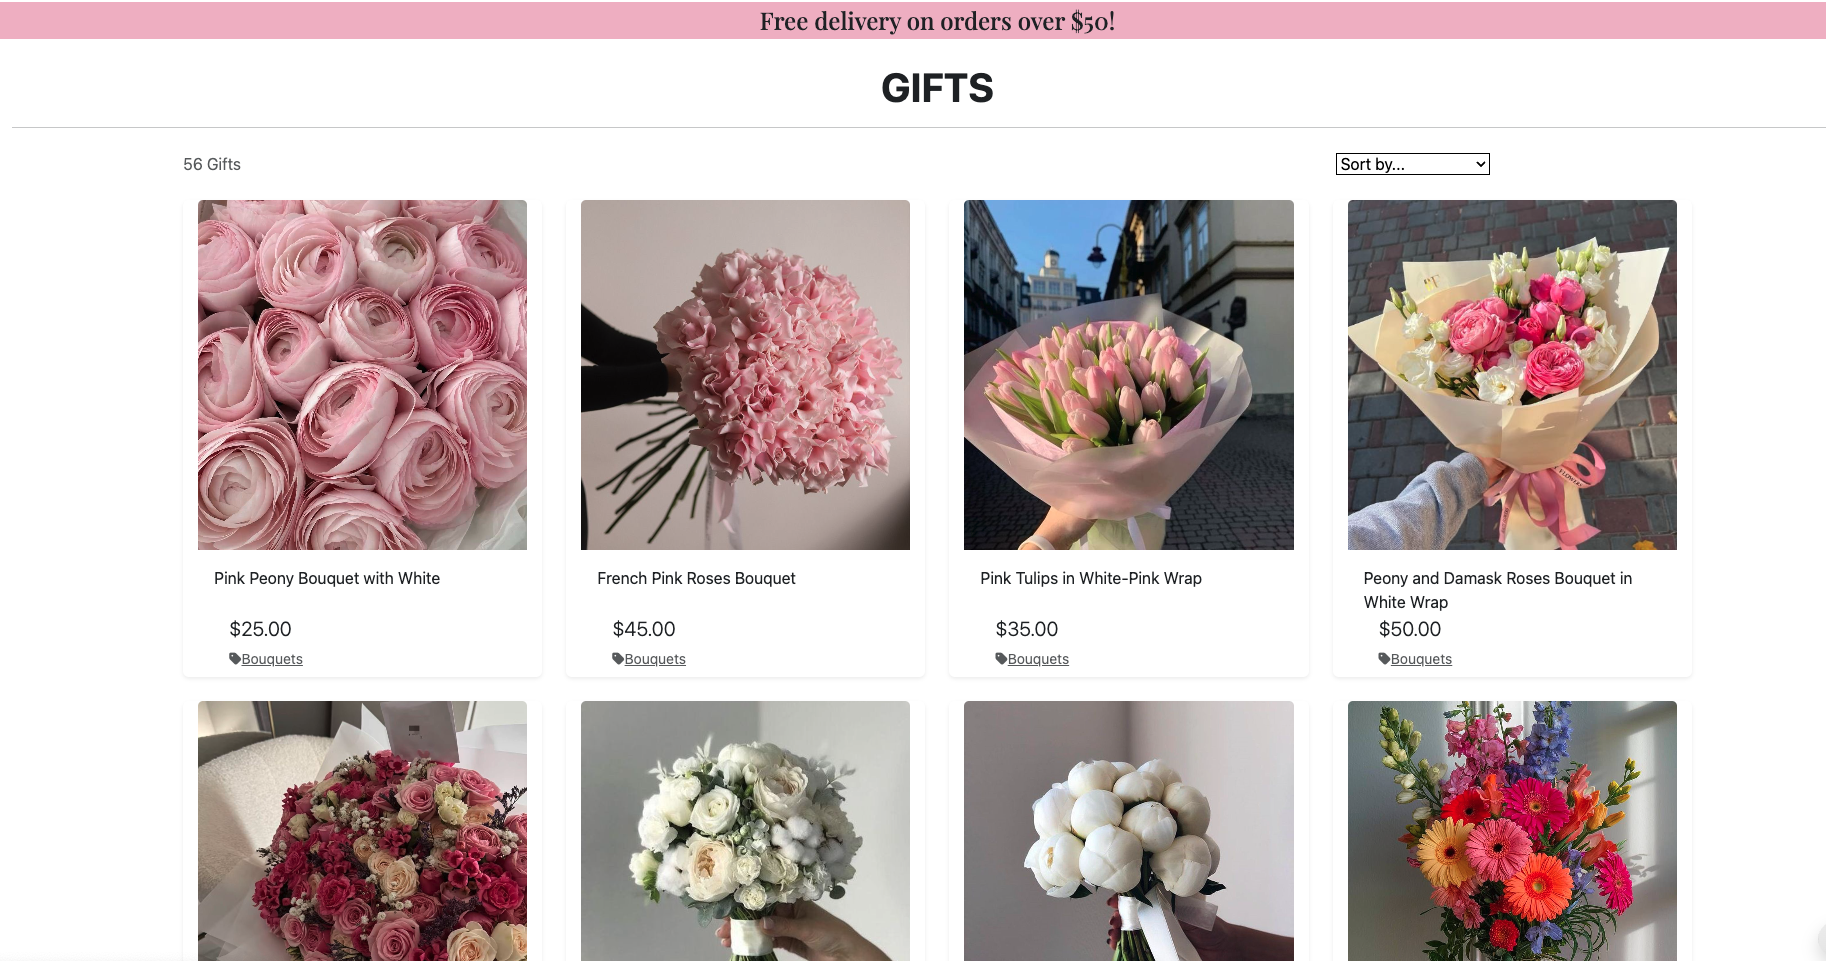 Free delivery on orders over $50!
GIFTS
56 Gifts
Sort by...
Pink Peony Bouquet with White
$25.00
Bouquets
French Pink Roses Bouquet
$45.00
Bouquets
Pink Tulips in White-Pink Wrap
$35.00
Bouquets
Peony and Damask Roses Bouquet in
White Wrap
$50.00
Bouquets